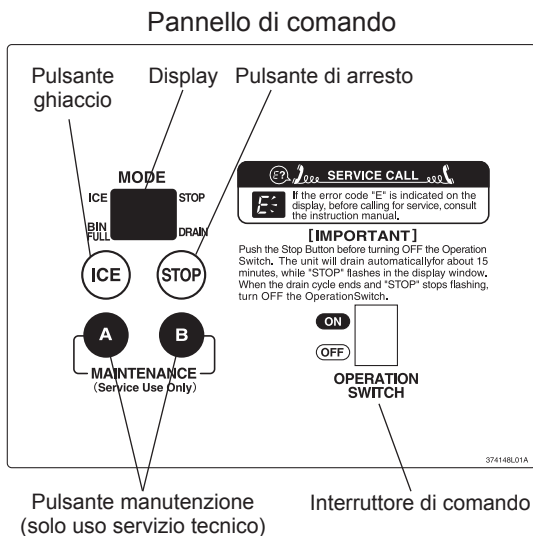 Pannello di comando
Pulsante
ghiaccio
Display
Pulsante di arresto
MODE
ICE
STOP
BIN
FULL
DRAIN
ICE
STOP
A
B
MAINTENANCE
(Service Use Only)
E?
SERVICE CALL
E
If the error code "E" is indicated on the
display, before calling for service, consult
the instruction manual.
[IMPORTANT]
Push the Stop Button before turning OFF the Operation
Switch. The unit will drain automaticallyfor about 15
minutes, while "STOP" flashes in the display window.
When the drain cycle ends and "STOP" stops flashing,
turn OFF the OperationSwitch.
ON
OFF
OPERATION
SWITCH
374148L01A
Pulsante manutenzione
(solo uso servizio tecnico)
Interruttore di comando